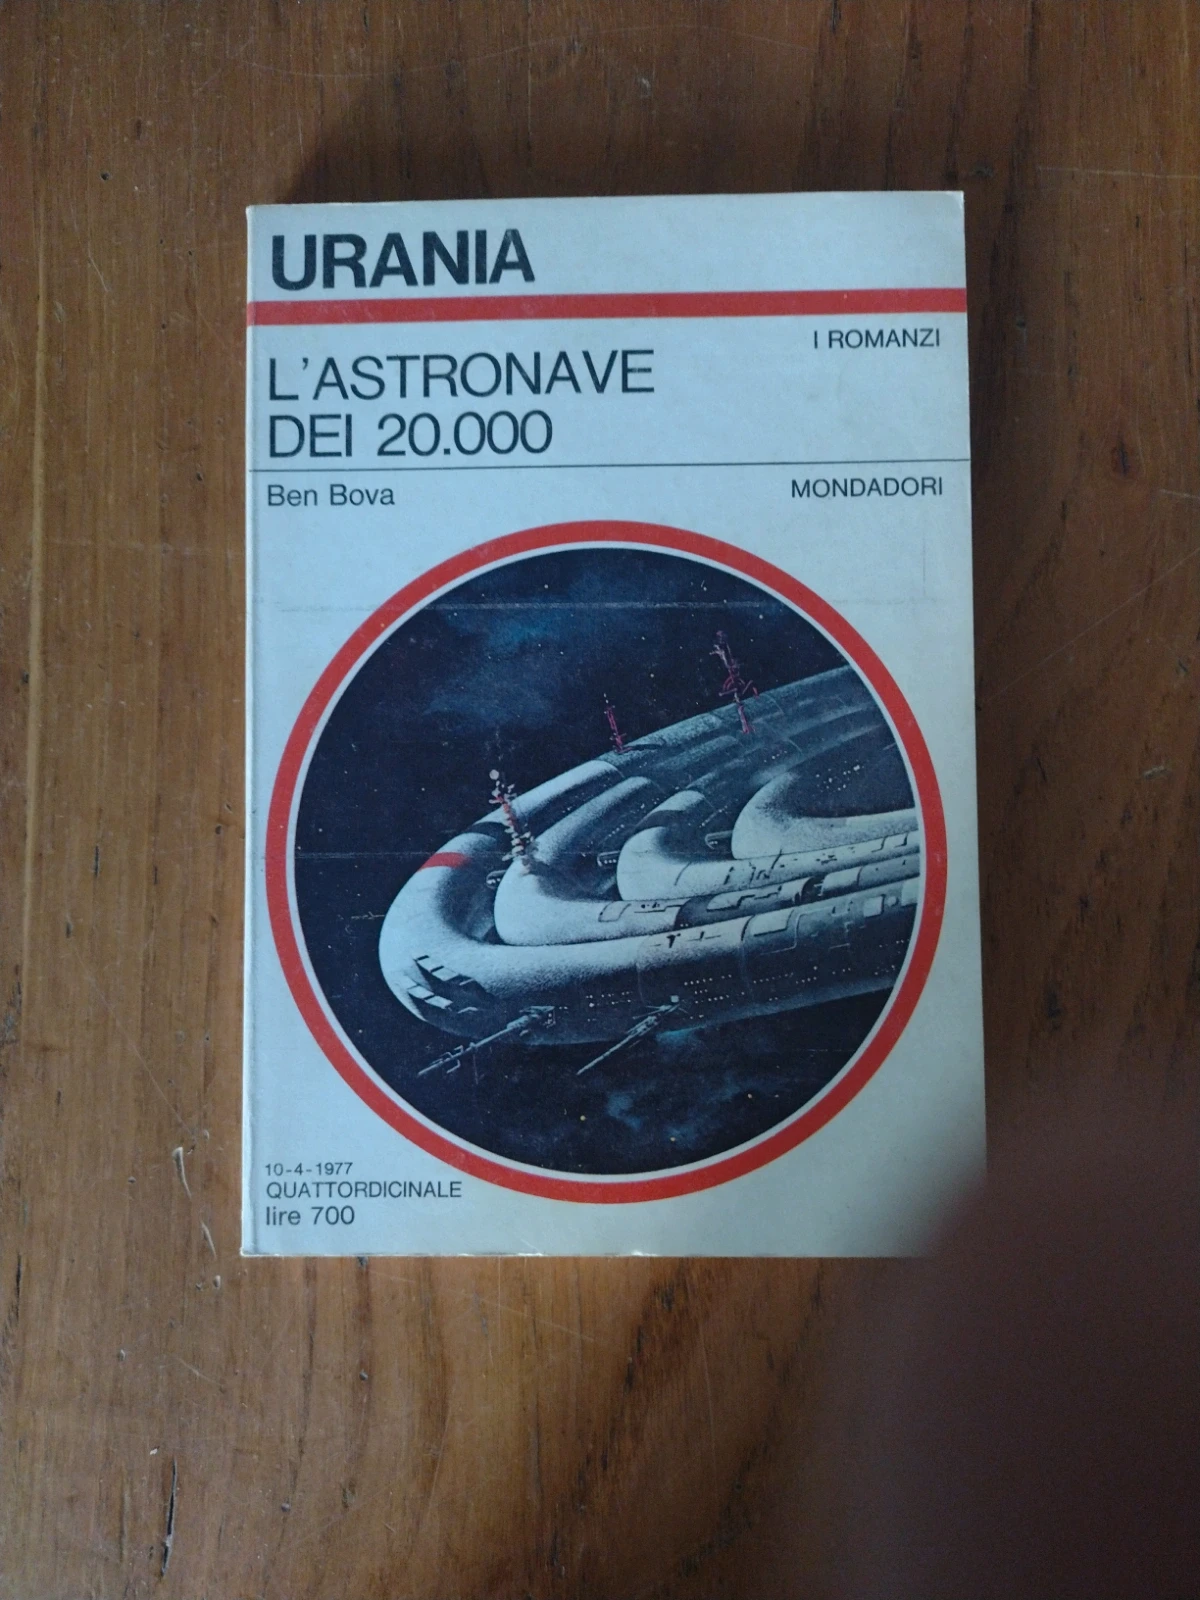 URANIA
I ROMANZI
L'ASTRONAVE
DEI 20.000
Ben Bova
MONDADORI
10-4-1977
QUATTORDICINALE
lire 700